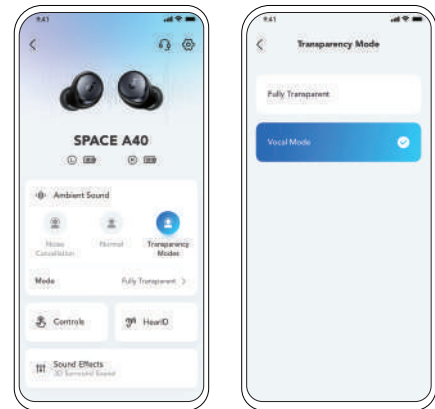 9:41
SPACE A40
L
R
Ambient Sound
Noise Cancellation
Normal
Transparency Modes
Mode
Fully Transparent >
Controls
HearID
Sound Effects
3D Surround Sound
9:41
Transparency Mode
Fully Transparent
Vocal Mode